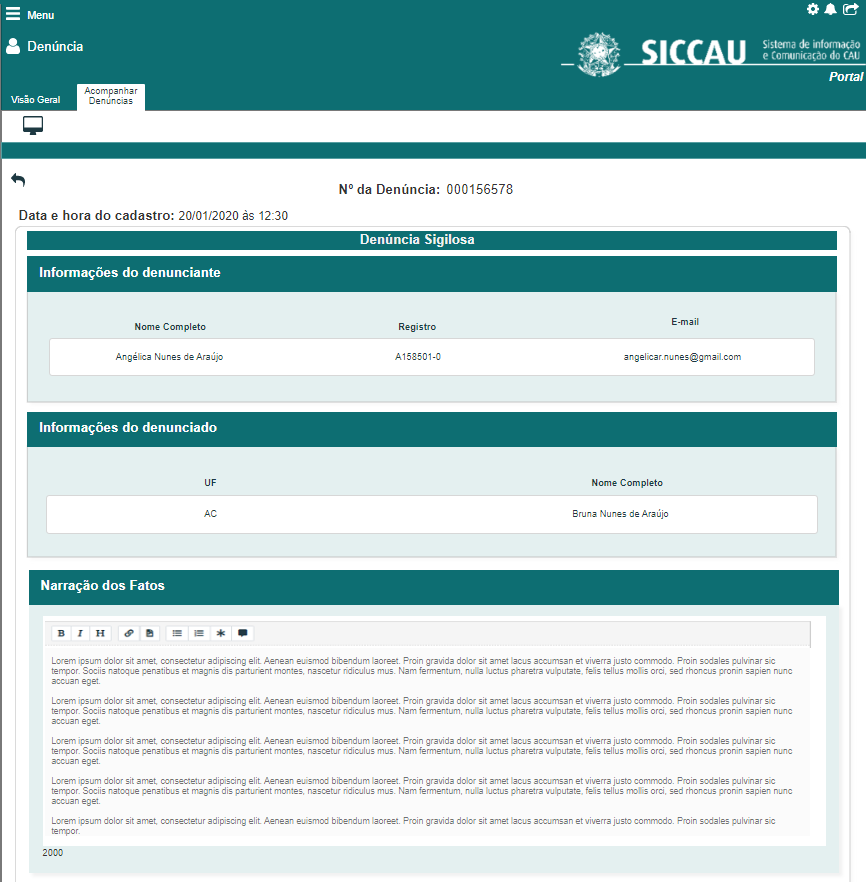 Menu
Denúncia
SICCAU
Sistema de informação
e Comunicação do CAU
Portal
Visão Geral
Acompanhar
Denúncias
Nº da Denúncia: 000156578
Data e hora do cadastro: 20/01/2020 às 12:30
Denúncia Sigilosa
Informações do denunciante
Nome Completo Registro E-mail
Angélica Nunes de Araújo A158501-0 angelicar.nunes@gmail.com
Informações do denunciado
UF Nome Completo
AC Bruna Nunes de Araújo
Narração dos Fatos
B I H
Lorem ipsum dolor sit amet, consectetur adipiscing elit. Aenean euismod bibendum laoreet. Proin gravida dolor sit amet lacus accumsan et viverra justo commodo. Proin sodales pulvinar sic
tempor. Sociis natoque penatibus et magnis dis parturient montes, nascetur ridiculus mus. Nam fermentum, nulla luctus pharetra vulputate, felis tellus mollis orci, sed rhoncus pronin sapien nunc
accuan eget.
Lorem ipsum dolor sit amet, consectetur adipiscing elit. Aenean euismod bibendum laoreet. Proin gravida dolor sit amet lacus accumsan et viverra justo commodo. Proin sodales pulvinar sic
tempor. Sociis natoque penatibus et magnis dis parturient montes, nascetur ridiculus mus. Nam fermentum, nulla luctus pharetra vulputate, felis tellus mollis orci, sed rhoncus pronin sapien nunc
accuan eget.
Lorem ipsum dolor sit amet, consectetur adipiscing elit. Aenean euismod bibendum laoreet. Proin gravida dolor sit amet lacus accumsan et viverra justo commodo. Proin sodales pulvinar sic
tempor. Sociis natoque penatibus et magnis dis parturient montes, nascetur ridiculus mus. Nam fermentum, nulla luctus pharetra vulputate, felis tellus mollis orci, sed rhoncus pronin sapien nunc
accuan eget.
Lorem ipsum dolor sit amet, consectetur adipiscing elit. Aenean euismod bibendum laoreet. Proin gravida dolor sit amet lacus accumsan et viverra justo commodo. Proin sodales pulvinar sic
tempor. Sociis natoque penatibus et magnis dis parturient montes, nascetur ridiculus mus. Nam fermentum, nulla luctus pharetra vulputate, felis tellus mollis orci, sed rhoncus pronin sapien nunc
accuan eget.
Lorem ipsum dolor sit amet, consectetur adipiscing elit. Aenean euismod bibendum laoreet. Proin gravida dolor sit amet lacus accumsan et viverra justo commodo. Proin sodales pulvinar sic
tempor.
2000